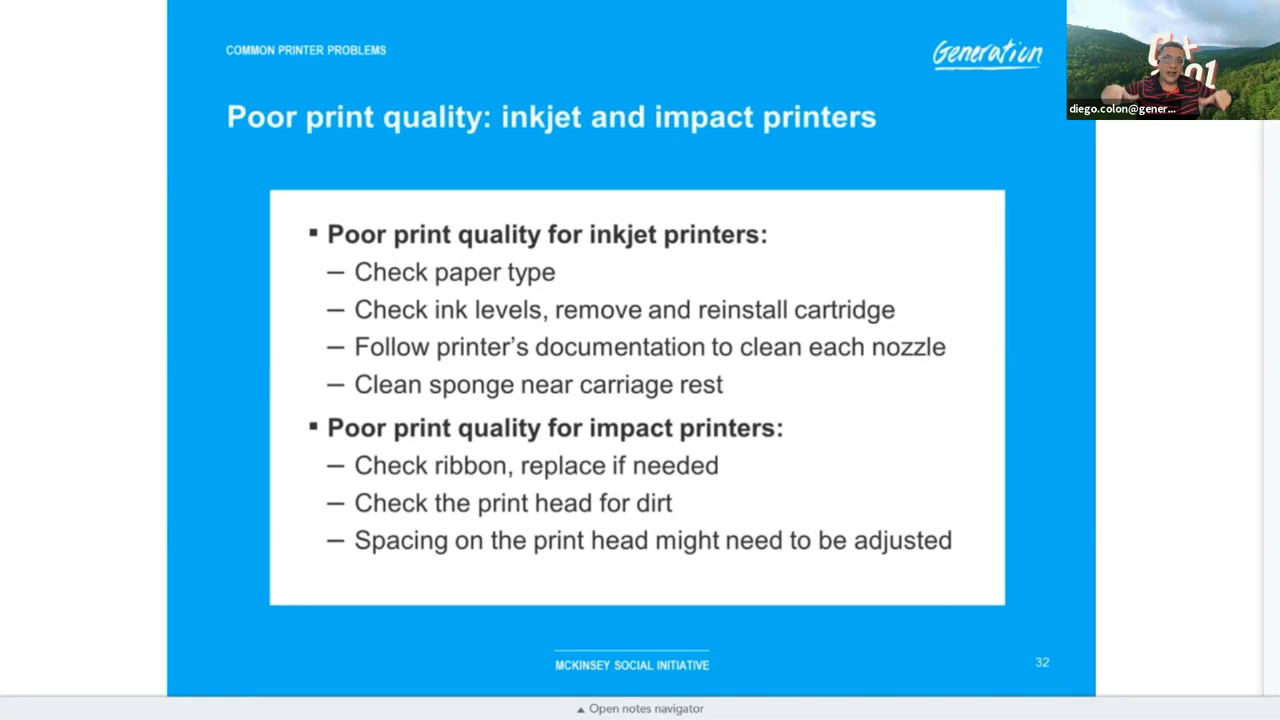 COMMON PRINTER PROBLEMS
Generation
diego.colon@gener...
Poor print quality: inkjet and impact printers
▪ Poor print quality for inkjet printers:
– Check paper type
– Check ink levels, remove and reinstall cartridge
– Follow printer’s documentation to clean each nozzle
– Clean sponge near carriage rest
▪ Poor print quality for impact printers:
– Check ribbon, replace if needed
– Check the print head for dirt
– Spacing on the print head might need to be adjusted
MCKINSEY SOCIAL INITIATIVE
32
▲ Open notes navigator